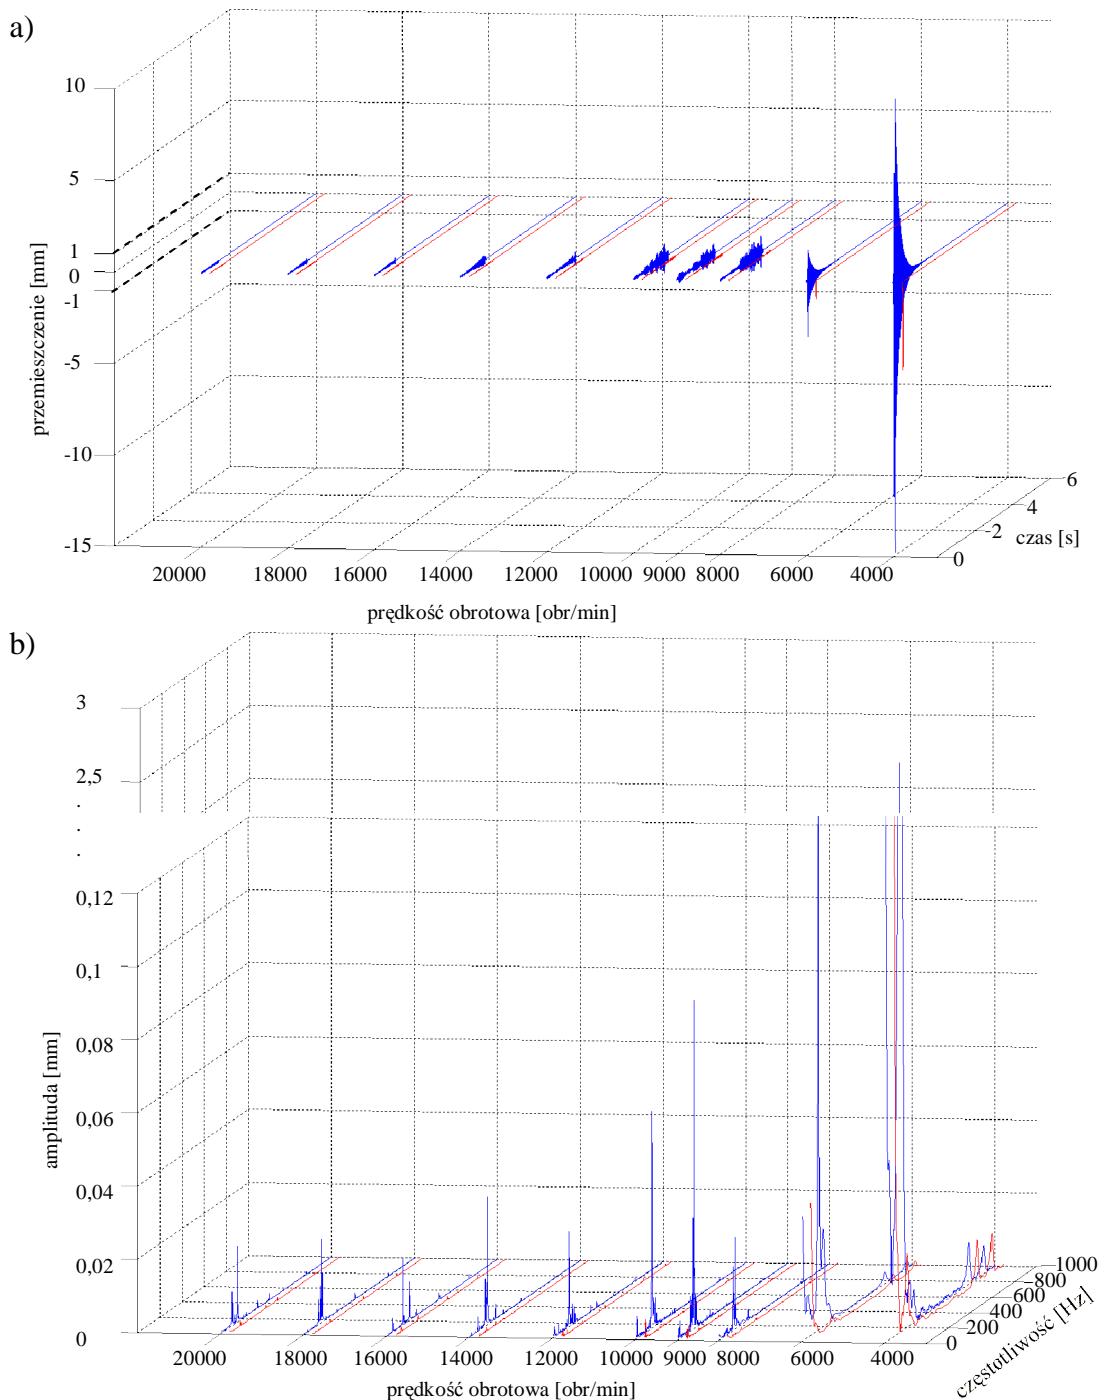 a)
10
5
1
0
-1
-5
-10
-15
przemieszczenie [mm]
20000 18000 16000 14000 12000 10000 9000 8000 6000 4000
0 2 4 6
czas [s]
prędkość obrotowa [obr/min]
b)
3
2,5
.
.
.
0,12
0,1
0,08
0,06
0,04
0,02
0
amplituda [mm]
20000 18000 16000 14000 12000 10000 9000 8000 6000 4000
0 200 400 600 800 1000
częstotliwość [Hz]
prędkość obrotowa [obr/min]